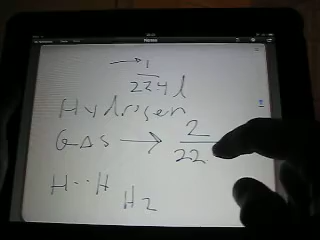 → 1
22.4 l
Hydrogen
GAS → 2
22.
H··H
H2